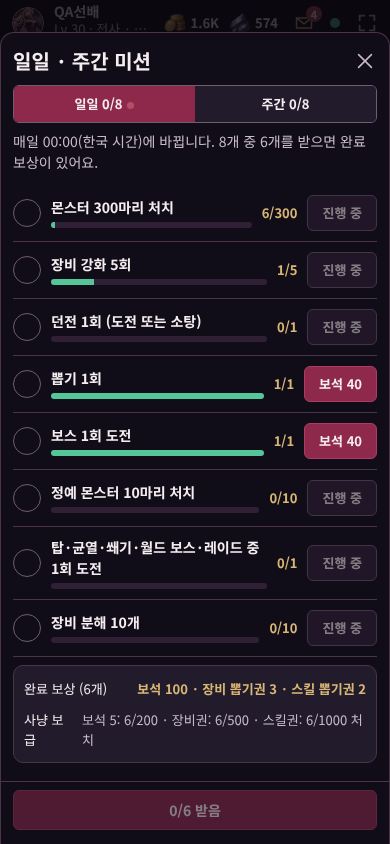 QA선배
Lv.30 · 전사 · ...
1.6K
574
4
일일 · 주간 미션
일일 0/8
주간 0/8
매일 00:00(한국 시간)에 바뀝니다. 8개 중 6개를 받으면 완료
보상이 있어요.
몬스터 300마리 처치
6/300
진행 중
장비 강화 5회
1/5
진행 중
던전 1회 (도전 또는 소탕)
0/1
진행 중
뽑기 1회
1/1
보석 40
보스 1회 도전
1/1
보석 40
정예 몬스터 10마리 처치
0/10
진행 중
탑·균열·쐐기·월드 보스·레이드 중
1회 도전
0/1
진행 중
장비 분해 10개
0/10
진행 중
완료 보상 (6개)
보석 100 · 장비 뽑기권 3 · 스킬 뽑기권 2
사냥 보
급
보석 5: 6/200 · 장비권: 6/500 · 스킬권: 6/1000 처
치
0/6 받음